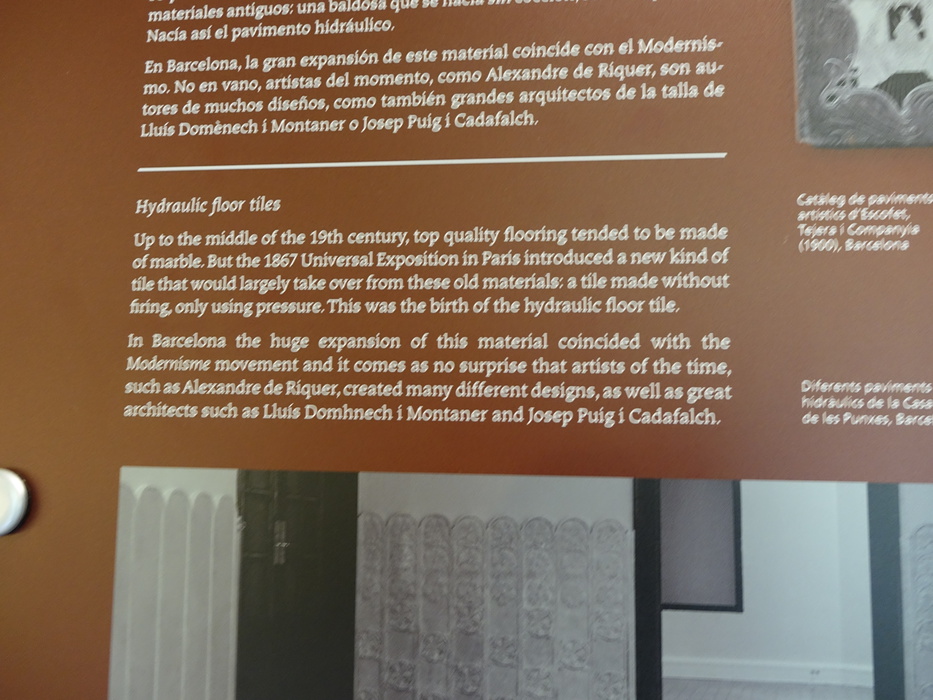 materiales antiguos: una baldosa que se hacía sin cocción,
Nacía así el pavimento hidráulico.
En Barcelona, la gran expansión de este material coincide con el Modernis-
mo. No en vano, artistas del momento, como Alexandre de Riquer, son au-
tores de muchos diseños, como también grandes arquitectos de la talla de
Lluís Domènech i Montaner o Josep Puig i Cadafalch.
Hydraulic floor tiles
Up to the middle of the 19th century, top quality flooring tended to be made
of marble. But the 1867 Universal Exposition in Paris introduced a new kind of
tile that would largely take over from these old materials: a tile made without
firing, only using pressure. This was the birth of the hydraulic floor tile.
In Barcelona the huge expansion of this material coincided with the
Modernisme movement and it comes as no surprise that artists of the time,
such as Alexandre de Riquer, created many different designs, as well as great
architects such as Lluís Domhnech i Montaner and Josep Puig i Cadafalch.
Catàleg de paviments
artístics d'Escofet,
Tejera i Companyia
(1900), Barcelona
Diferents paviments
hidràulics de la Casa
de les Punxes, Barce